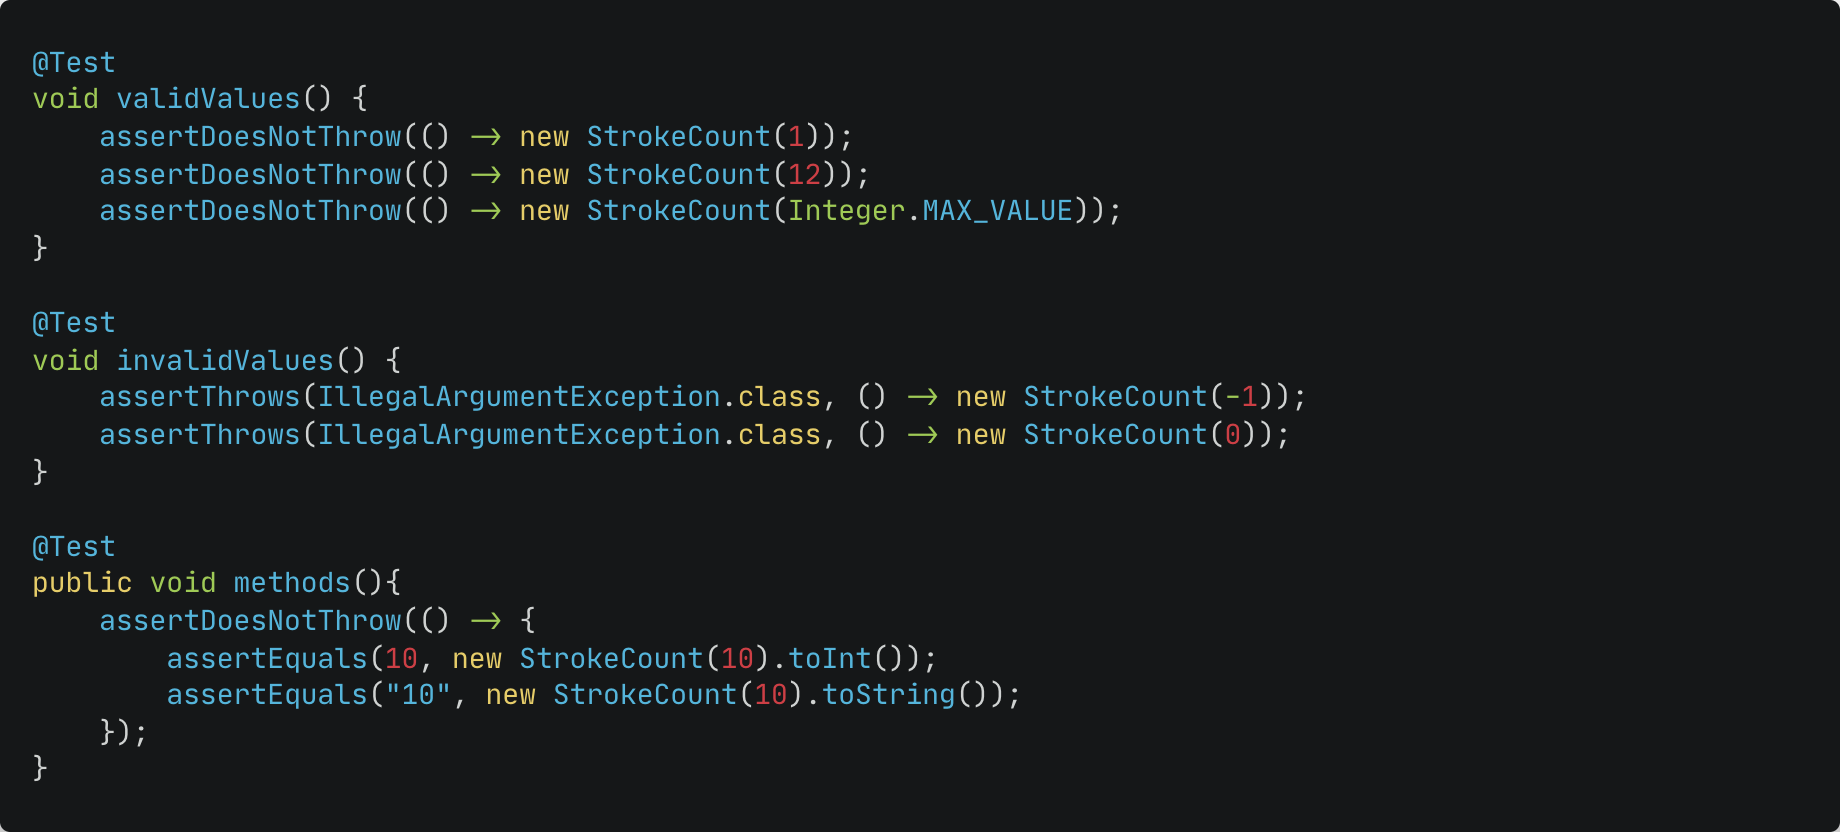 @Test
void validValues() {
    assertDoesNotThrow(() -> new StrokeCount(1));
    assertDoesNotThrow(() -> new StrokeCount(12));
    assertDoesNotThrow(() -> new StrokeCount(Integer.MAX_VALUE));
}

@Test
void invalidValues() {
    assertThrows(IllegalArgumentException.class, () -> new StrokeCount(-1));
    assertThrows(IllegalArgumentException.class, () -> new StrokeCount(0));
}

@Test
public void methods(){
    assertDoesNotThrow(() -> {
        assertEquals(10, new StrokeCount(10).toInt());
        assertEquals("10", new StrokeCount(10).toString());
    });
}